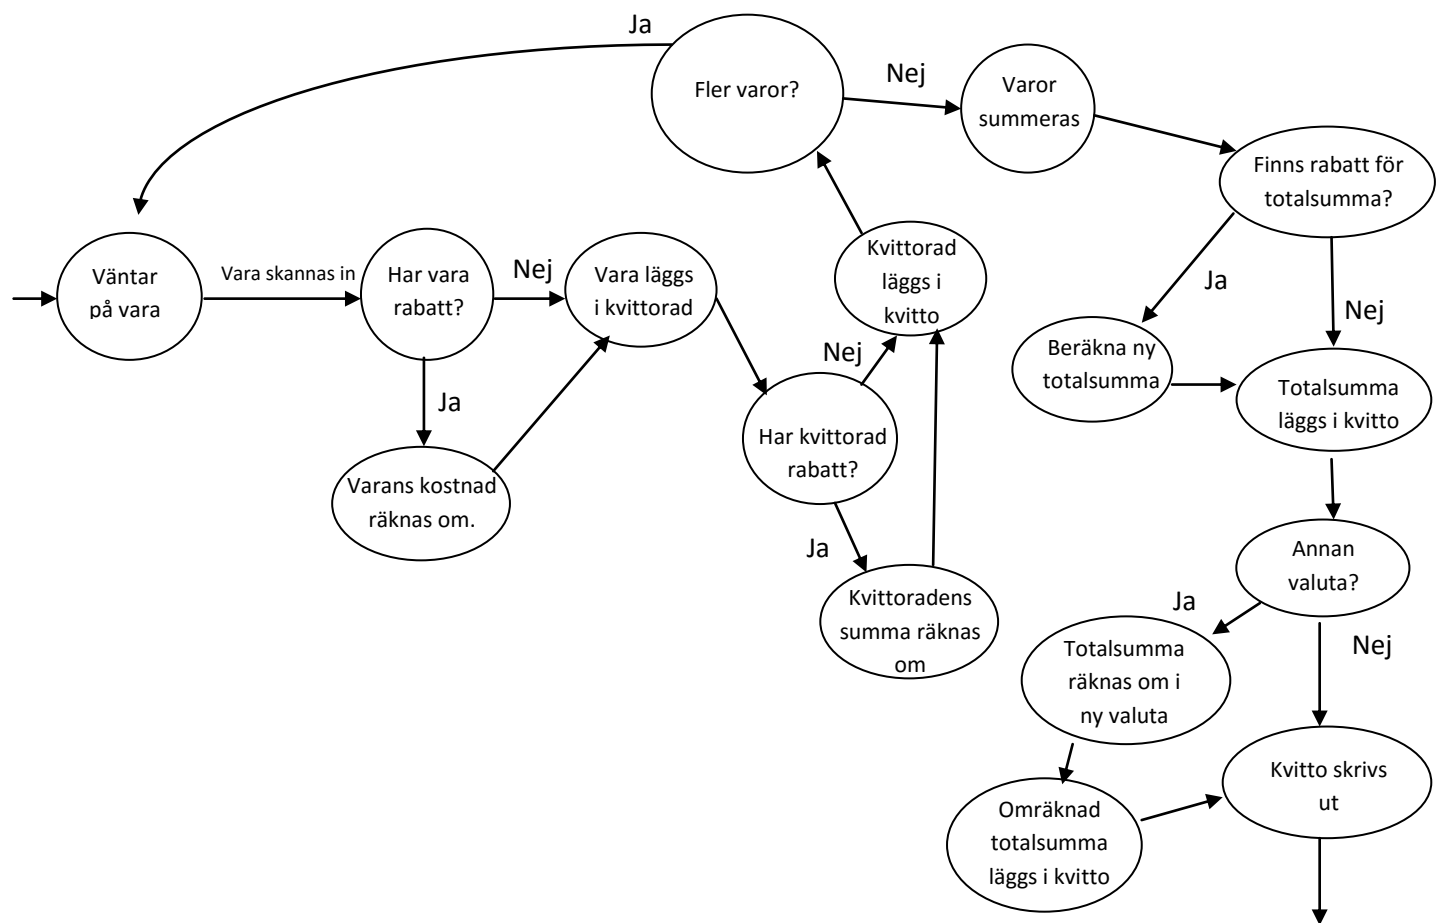 Ja
Fler varor?
Nej
Varor
summeras
Finns rabatt för
totalsumma?
Väntar
på vara
Vara skannas in
Har vara
rabatt?
Nej
Vara läggs
i kvittorad
Kvittorad
läggs i
kvitto
Ja
Nej
Beräkna ny
totalsumma
Nej
Totalsumma
läggs i kvitto
Ja
Har kvittorad
rabatt?
Varans kostnad
räknas om.
Ja
Annan
valuta?
Kvittoradens
summa räknas
om
Ja
Nej
Totalsumma
räknas om i
ny valuta
Kvitto skrivs
ut
Omräknad
totalsumma
läggs i kvitto